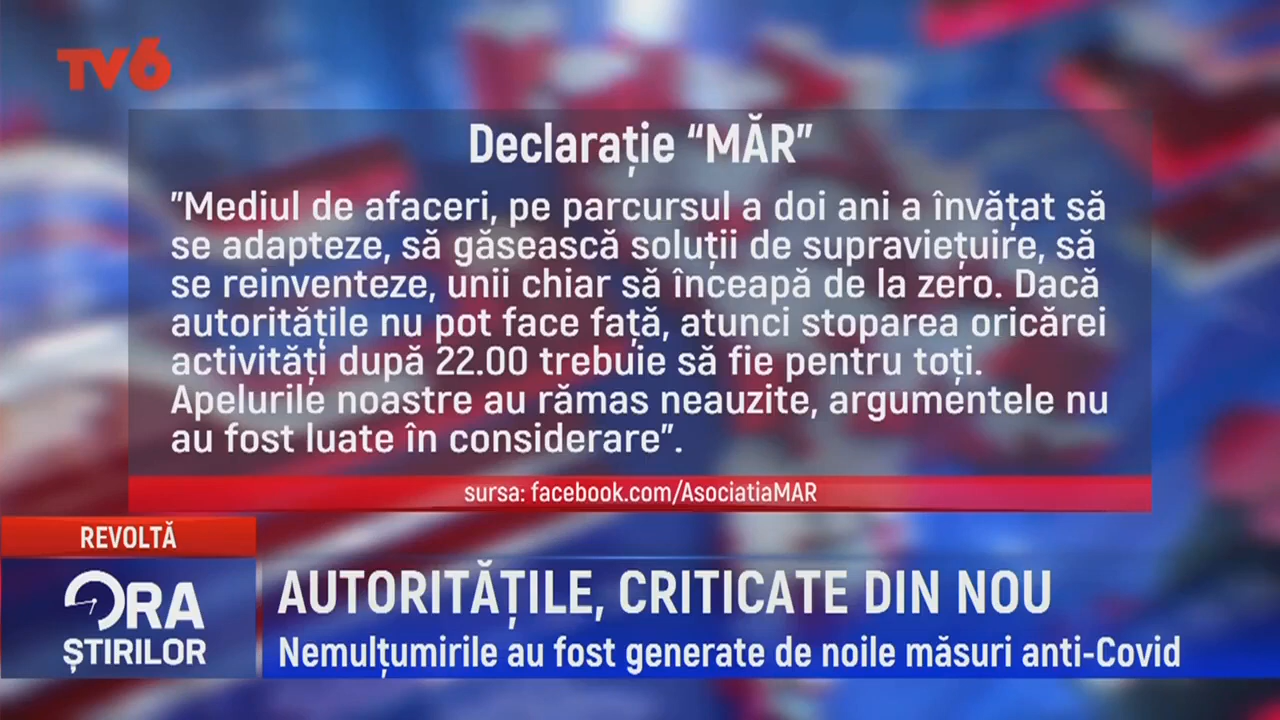 TV6
Declarație “MĂR”
”Mediul de afaceri, pe parcursul a doi ani a învățat să
se adapteze, să găsească soluții de supraviețuire, să
se reinventeze, unii chiar să înceapă de la zero. Dacă
autoritățile nu pot face față, atunci stoparea oricărei
activități după 22.00 trebuie să fie pentru toți.
Apelurile noastre au rămas neauzite, argumentele nu
au fost luate în considerare”.
sursa: facebook.com/AsociatiaMAR
REVOLTĂ
ORA
ȘTIRILOR
AUTORITĂȚILE, CRITICATE DIN NOU
Nemulțumirile au fost generate de noile măsuri anti-Covid